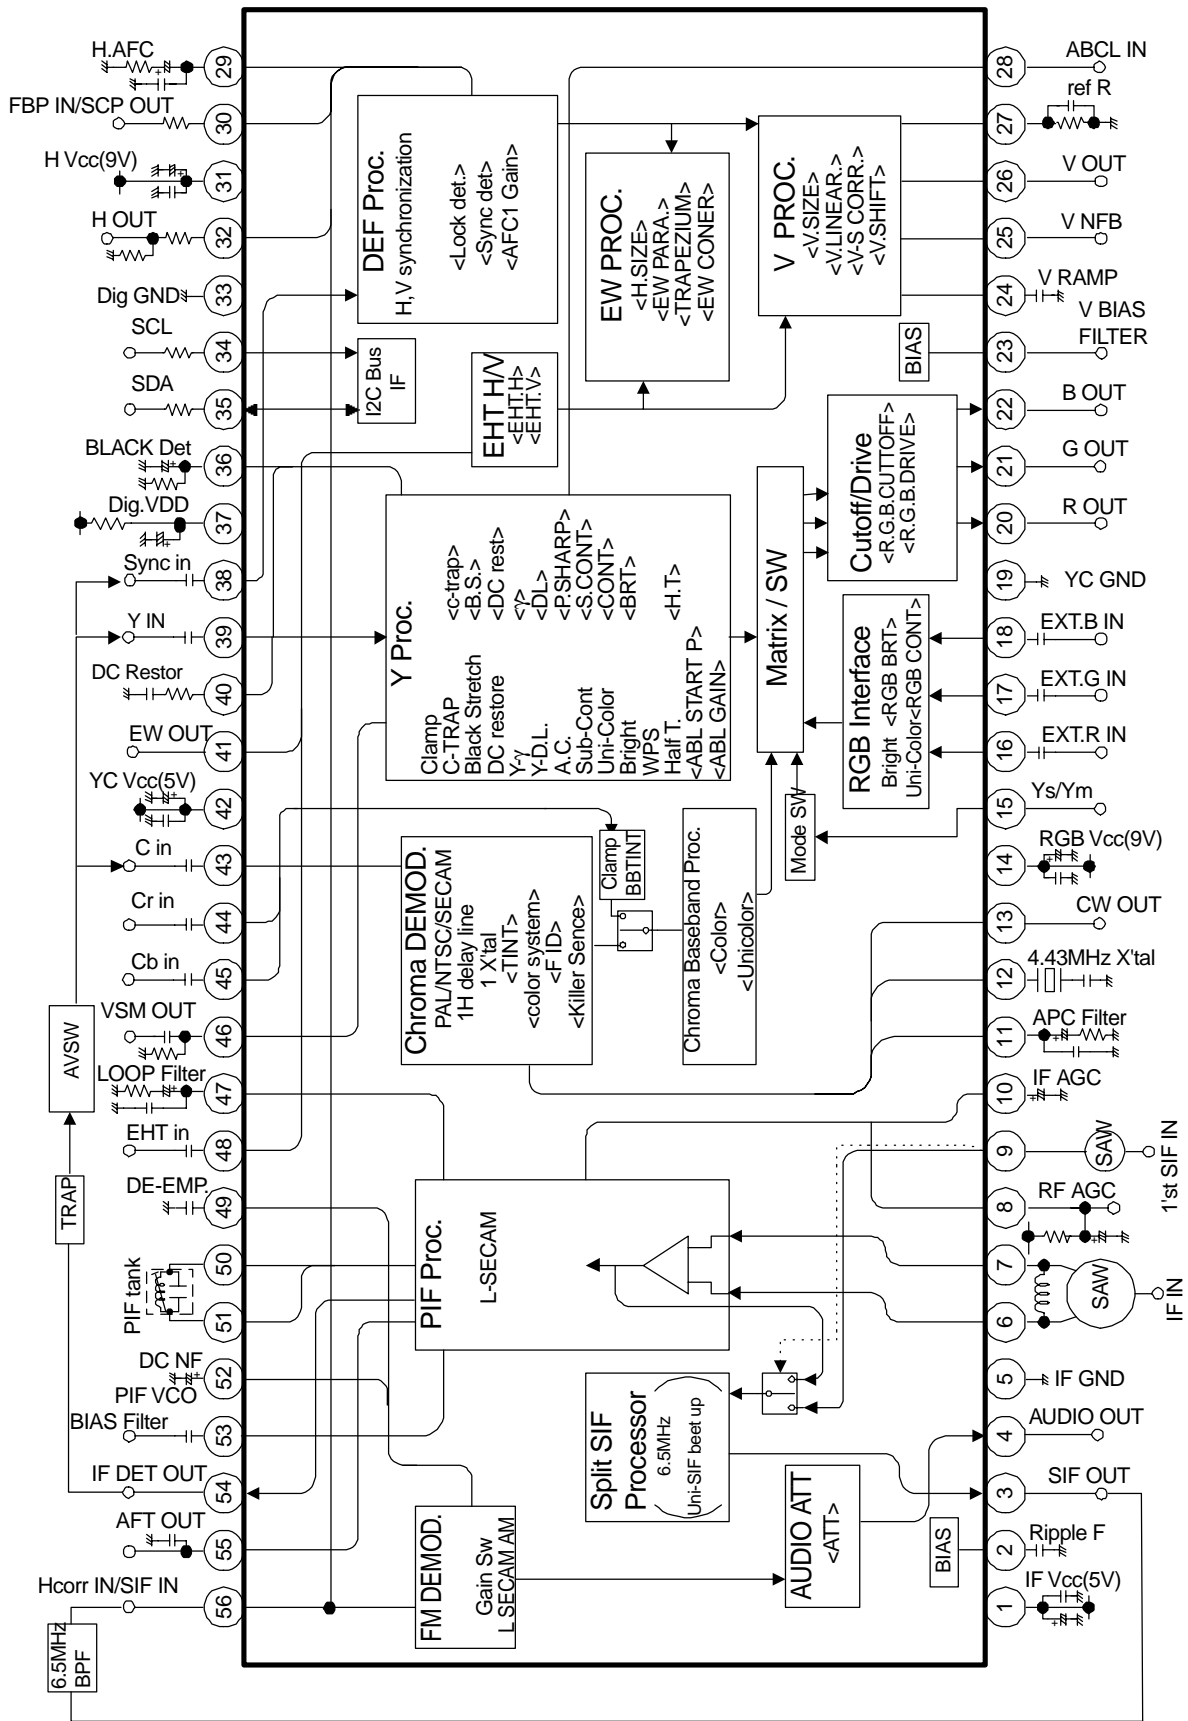 H.AFC
29
FBP IN/SCP OUT
30
H Vcc(9V)
31
H OUT
32
Dig GND
33
SCL
34
SDA
35
BLACK Det
36
Dig.VDD
37
Sync in
38
Y IN
39
DC Restor
40
EW OUT
41
YC Vcc(5V)
42
C in
43
Cr in
44
Cb in
45
VSM OUT
46
LOOP Filter
47
EHT in
48
DE-EMP.
49
50
PIF tank
51
DC NF
52
PIF VCO
BIAS Filter
53
IF DET OUT
54
AFT OUT
55
Hcorr IN/SIF IN
56
6.5MHz
BPF
AVSW
TRAP
DEF Proc.
H,V synchronization
<Lock det.>
<Sync det>
<AFC1 Gain>
I2C Bus
IF
EHT H/V
<EHT.H>
<EHT.V>
EW PROC.
<H.SIZE>
<EW PARA.>
<TRAPEZIUM>
<EW CONER>
V PROC.
<V.SIZE>
<V.LINEAR.>
<V-S CORR.>
<V.SHIFT>
BIAS
Y Proc.
Clamp
C-TRAP <c-trap>
Black Stretch <B.S.>
DC restore <DC rest>
Y-γ <γ>
Y-D.L. <DL>
A.C. <P.SHARP>
Sub-Cont <S.CONT>
Uni-Color <CONT>
Bright <BRT>
WPS
Half T. <H.T>
<ABL START P>
<ABL GAIN>
Matrix / SW
Cutoff/Drive
<R.G.B.CUTTOFF>
<R.G.B.DRIVE>
RGB Interface
Bright <RGB BRT>
Uni-Color<RGB CONT>
Mode SW
Chroma DEMOD.
PAL/NTSC/SECAM
1H delay line
1 X'tal
<TINT>
<color system>
<F ID>
<Killer Sence>
Clamp
BBTINT
Chroma Baseband Proc.
<Color>
<Unicolor>
PIF Proc.
L-SECAM
Split SIF
Processor
6.5MHz
Uni-SIF beet up
FM DEMOD.
Gain Sw
L SECAM AM
AUDIO ATT
<ATT>
BIAS
28
ABCL IN
27
ref R
26
V OUT
25
V NFB
24
V RAMP
V BIAS
23
FILTER
22
B OUT
21
G OUT
20
R OUT
19
YC GND
18
EXT.B IN
17
EXT.G IN
16
EXT.R IN
15
Ys/Ym
14
RGB Vcc(9V)
13
CW OUT
12
4.43MHz X'tal
11
APC Filter
10
IF AGC
9
SAW
1'st SIF IN
8
RF AGC
7
SAW
IF IN
6
5
IF GND
4
AUDIO OUT
3
SIF OUT
2
Ripple F
1
IF Vcc(5V)